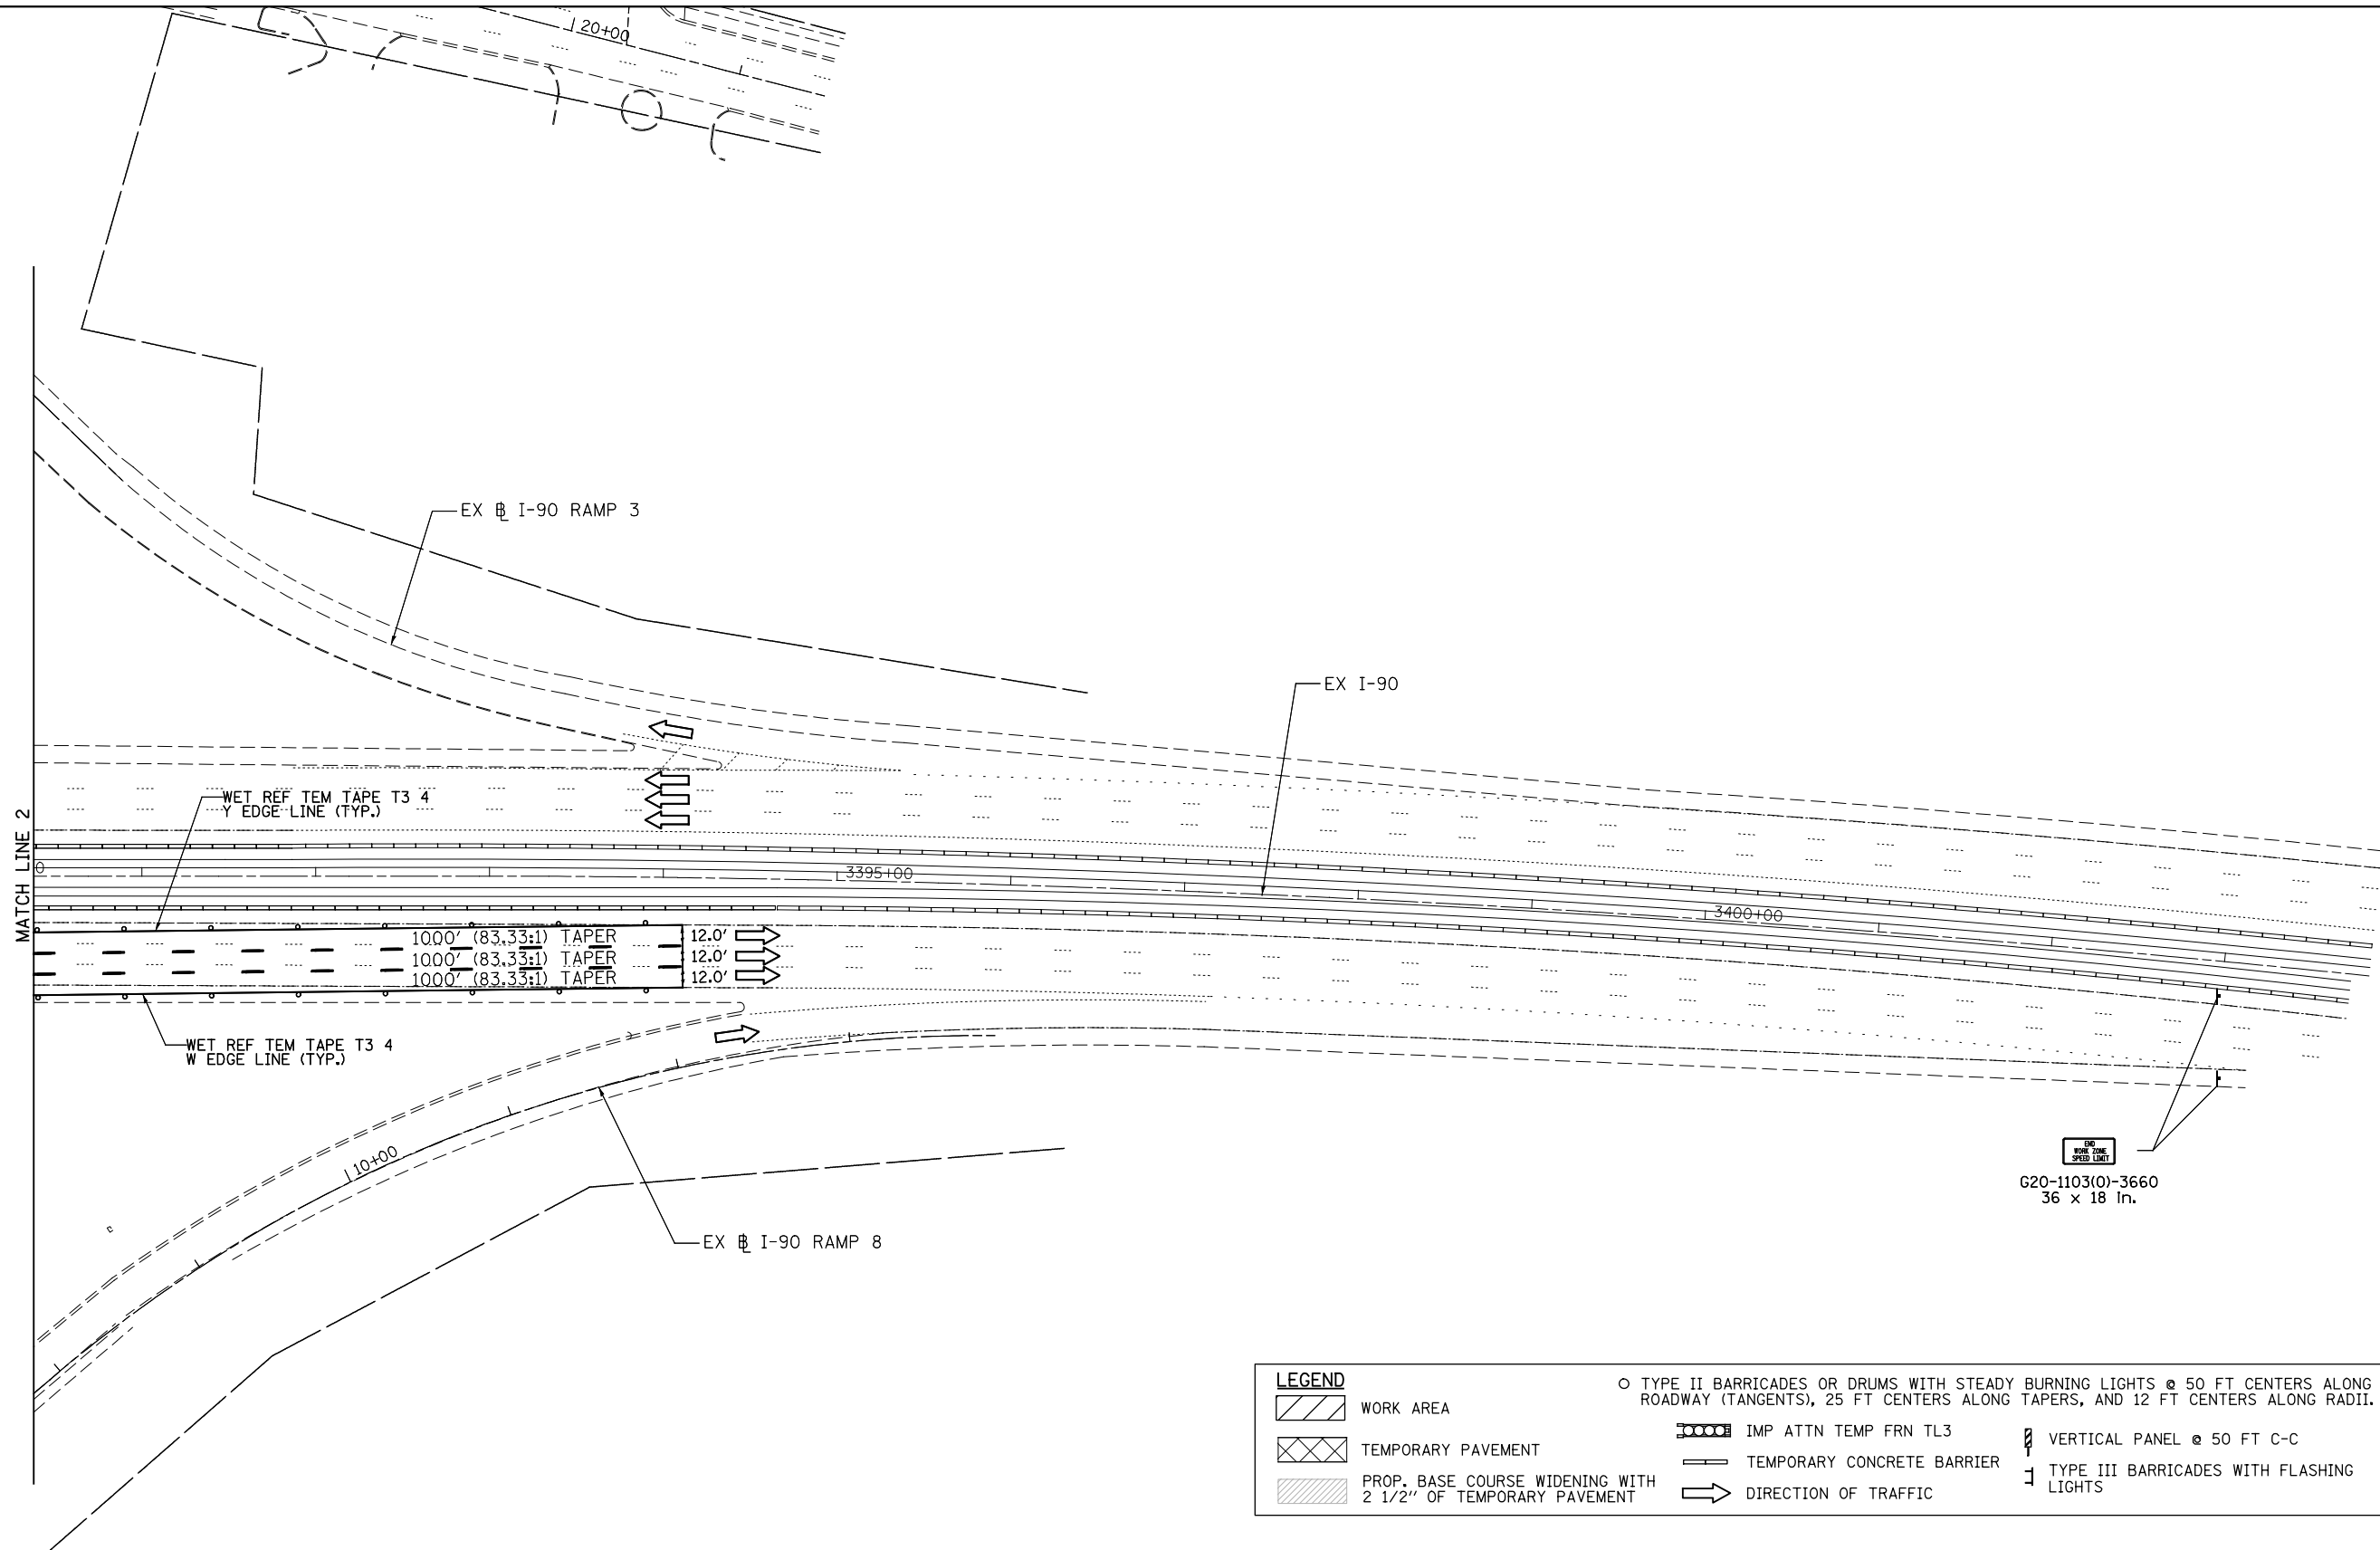 20+00
EX ℄ I-90 RAMP 3
EX I-90
WET REF TEM TAPE T3 4
Y EDGE LINE (TYP.)
MATCH LINE 2
0
3395+00
3400+00
1000' (83.33:1) TAPER
12.0'
1000' (83.33:1) TAPER
12.0'
1000' (83.33:1) TAPER
12.0'
WET REF TEM TAPE T3 4
W EDGE LINE (TYP.)
10+00
EX ℄ I-90 RAMP 8
END
WORK ZONE
SPEED LIMIT
G20-1103(0)-3660
36 x 18 in.
LEGEND
WORK AREA
TEMPORARY PAVEMENT
PROP. BASE COURSE WIDENING WITH
2 1/2" OF TEMPORARY PAVEMENT
TYPE II BARRICADES OR DRUMS WITH STEADY BURNING LIGHTS @ 50 FT CENTERS ALONG
ROADWAY (TANGENTS), 25 FT CENTERS ALONG TAPERS, AND 12 FT CENTERS ALONG RADII.
IMP ATTN TEMP FRN TL3
TEMPORARY CONCRETE BARRIER
DIRECTION OF TRAFFIC
VERTICAL PANEL @ 50 FT C-C
TYPE III BARRICADES WITH FLASHING
LIGHTS